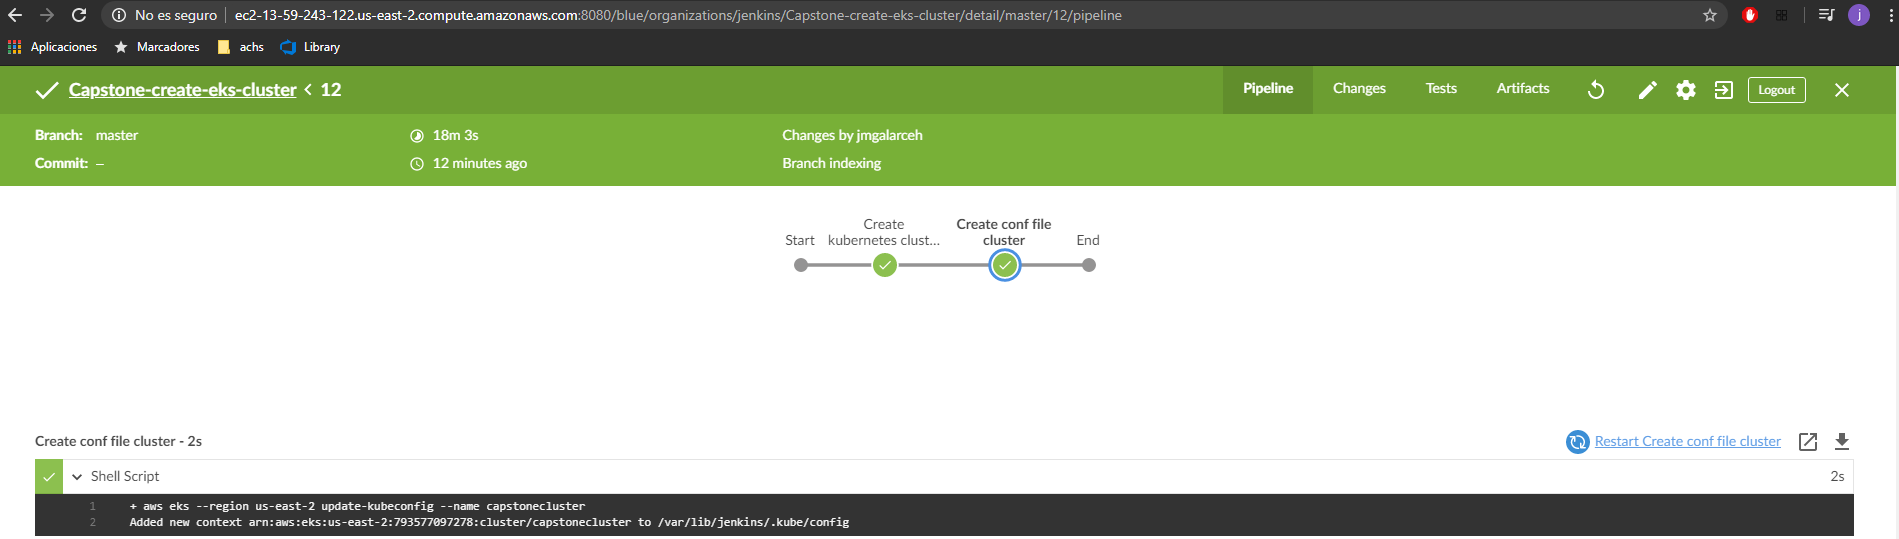 No es seguro ec2-13-59-243-122.us-east-2.compute.amazonaws.com:8080/blue/organizations/jenkins/Capstone-create-eks-cluster/detail/master/12/pipeline
j
Aplicaciones Marcadores achs Library
Capstone-create-eks-cluster < 12 Pipeline Changes Tests Artifacts Logout
Branch: master 18m 3s Changes by jmgalarceh
Commit: – 12 minutes ago Branch indexing
Start
Create
kubernetes clust...
Create conf file
cluster
End
Create conf file cluster - 2s Restart Create conf file cluster
Shell Script 2s
1 + aws eks --region us-east-2 update-kubeconfig --name capstonecluster
2 Added new context arn:aws:eks:us-east-2:793577097278:cluster/capstonecluster to /var/lib/jenkins/.kube/config